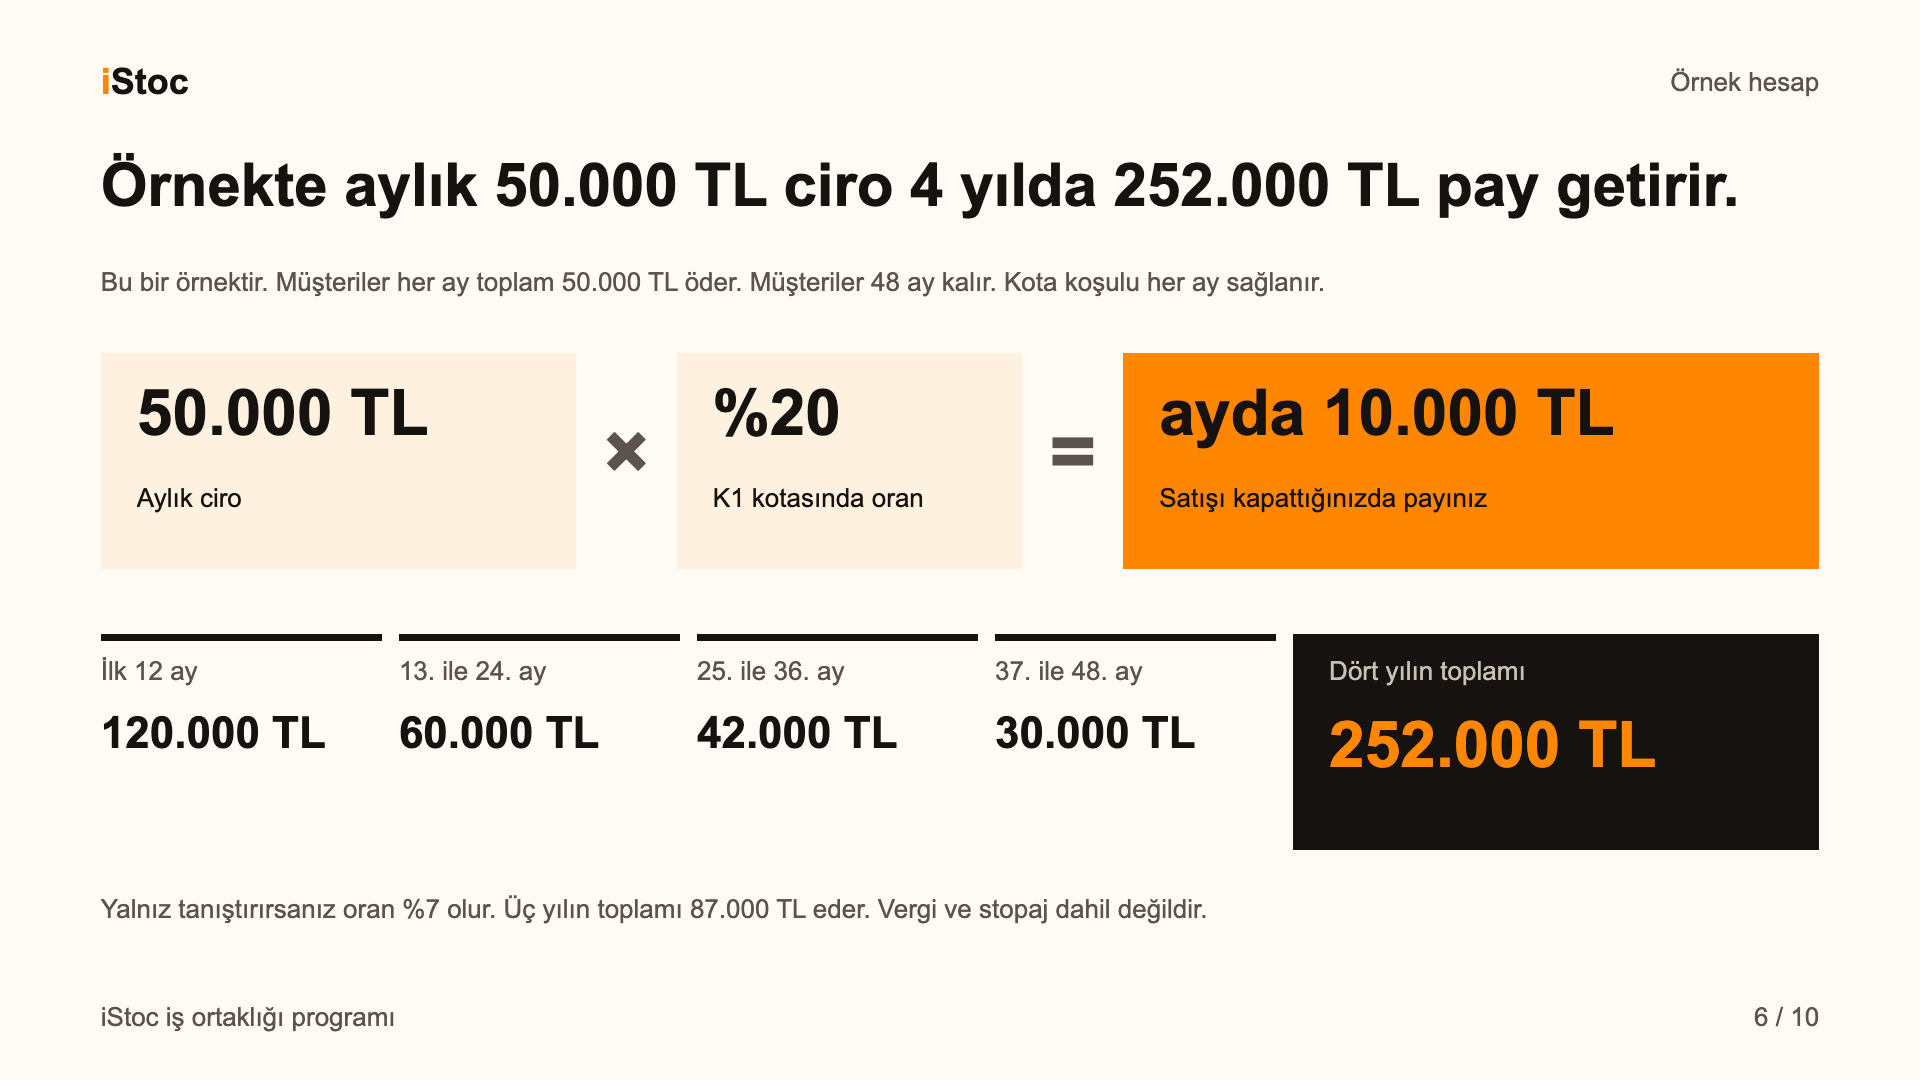 iStoc
Örnek hesap
Örnekte aylık 50.000 TL ciro 4 yılda 252.000 TL pay getirir.
Bu bir örnektir. Müşteriler her ay toplam 50.000 TL öder. Müşteriler 48 ay kalır. Kota koşulu her ay sağlanır.
50.000 TL
Aylık ciro
×
%20
K1 kotasında oran
=
ayda 10.000 TL
Satışı kapattığınızda payınız
İlk 12 ay
120.000 TL
13. ile 24. ay
60.000 TL
25. ile 36. ay
42.000 TL
37. ile 48. ay
30.000 TL
Dört yılın toplamı
252.000 TL
Yalnız tanıştırırsanız oran %7 olur. Üç yılın toplamı 87.000 TL eder. Vergi ve stopaj dahil değildir.
iStoc iş ortaklığı programı
6 / 10